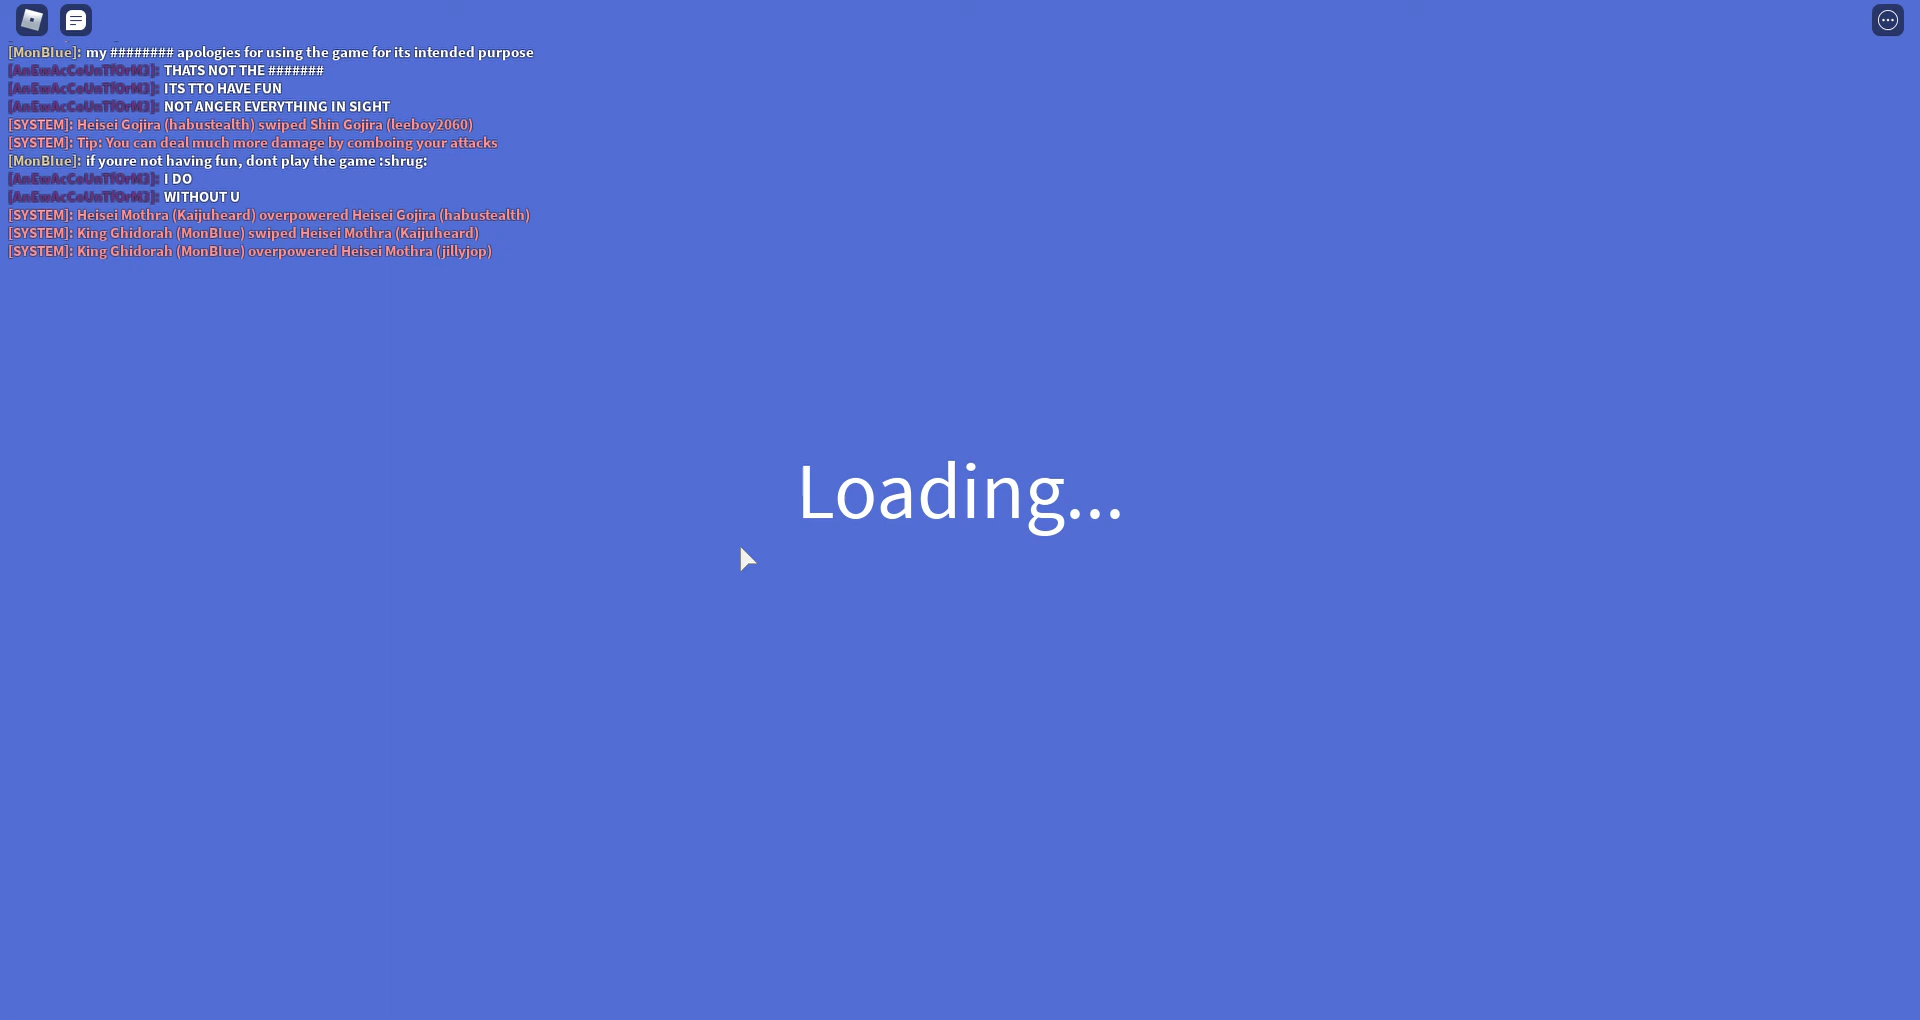 [MonBIue]: my ######## apologies for using the game for its intended purpose
[AnEwAcCoUnTfOrM3]: THATS NOT THE #######
[AnEwAcCoUnTfOrM3]: ITS TTO HAVE FUN
[AnEwAcCoUnTfOrM3]: NOT ANGER EVERYTHING IN SIGHT
[SYSTEM]: Heisei Gojira (habustealth) swiped Shin Gojira (leeboy2060)
[SYSTEM]: Tip: You can deal much more damage by comboing your attacks
[MonBIue]: if youre not having fun, dont play the game :shrug:
[AnEwAcCoUnTfOrM3]: I DO
[AnEwAcCoUnTfOrM3]: WITHOUT U
[SYSTEM]: Heisei Mothra (Kaijuheard) overpowered Heisei Gojira (habustealth)
[SYSTEM]: King Ghidorah (MonBIue) swiped Heisei Mothra (Kaijuheard)
[SYSTEM]: King Ghidorah (MonBIue) overpowered Heisei Mothra (jillyjop)
Loading...